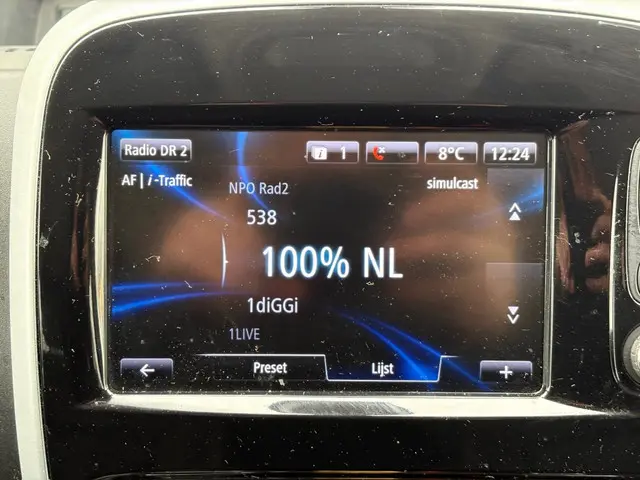 Radio DR 2
i 1
8°C
12:24
AF | i-Traffic
NPO Rad2
simulcast
538
100% NL
1diGGi
1LIVE
Preset
Lijst